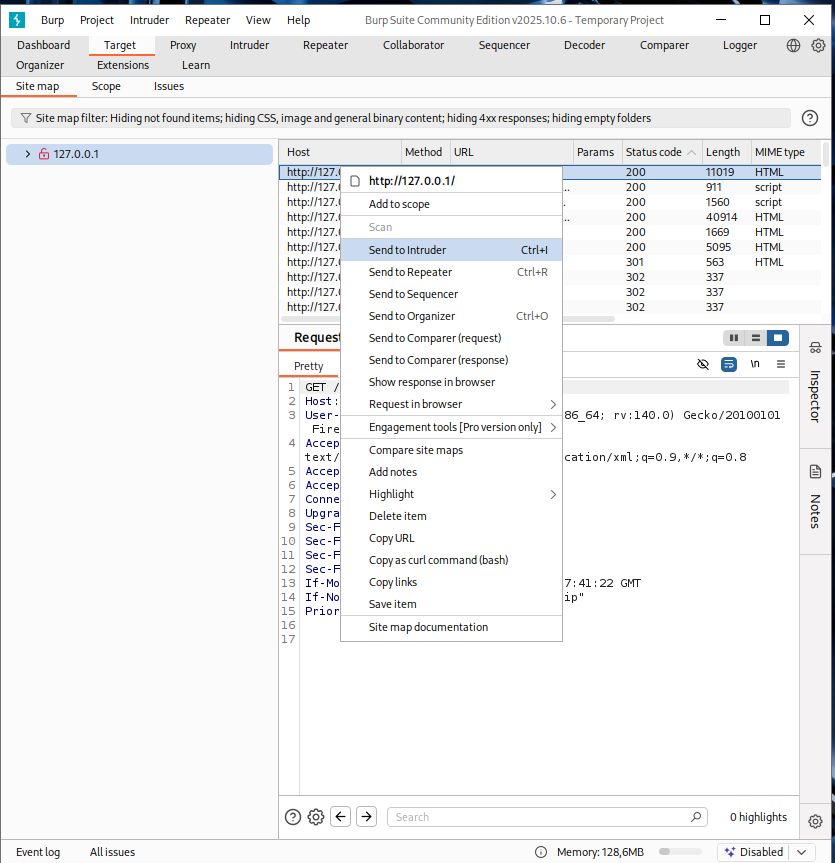 Burp Project Intruder Repeater View Help Burp Suite Community Edition v2025.10.6 - Temporary Project
Dashboard Target Proxy Intruder Repeater Collaborator Sequencer Decoder Comparer Logger
Organizer Extensions Learn
Site map Scope Issues
Site map filter: Hiding not found items; hiding CSS, image and general binary content; hiding 4xx responses; hiding empty folders
127.0.0.1
Host Method URL Params Status code Length MIME type
http://127.0 200 11019 HTML
http://127.0 ... 200 911 script
http://127.0 200 1560 script
http://127.0 ... 200 40914 HTML
http://127.0 200 1669 HTML
http://127.0 200 5095 HTML
http://127.0 301 563 HTML
http://127.0 302 337
http://127.0 302 337
http://127.0 302 337
http://127.0.0.1/
Add to scope
Scan
Send to Intruder Ctrl+I
Send to Repeater Ctrl+R
Send to Sequencer
Send to Organizer Ctrl+O
Send to Comparer (request)
Send to Comparer (response)
Show response in browser
Request in browser
Engagement tools [Pro version only]
Compare site maps
Add notes
Highlight
Delete item
Copy URL
Copy as curl command (bash)
Copy links
Save item
Site map documentation
Request
Pretty \n
1 GET /
2 Host:
3 User- 86_64; rv:140.0) Gecko/20100101
Fire
4 Accep
text/ cation/xml;q=0.9,*/*;q=0.8
5 Accep
6 Accep
7 Conne
8 Upgra
9 Sec-F
10 Sec-F
11 Sec-F
12 Sec-F
13 If-Mo 7:41:22 GMT
14 If-No ip"
15 Prior
16
17
Inspector
Notes
Search 0 highlights
Event log All issues Memory: 128,6MB Disabled